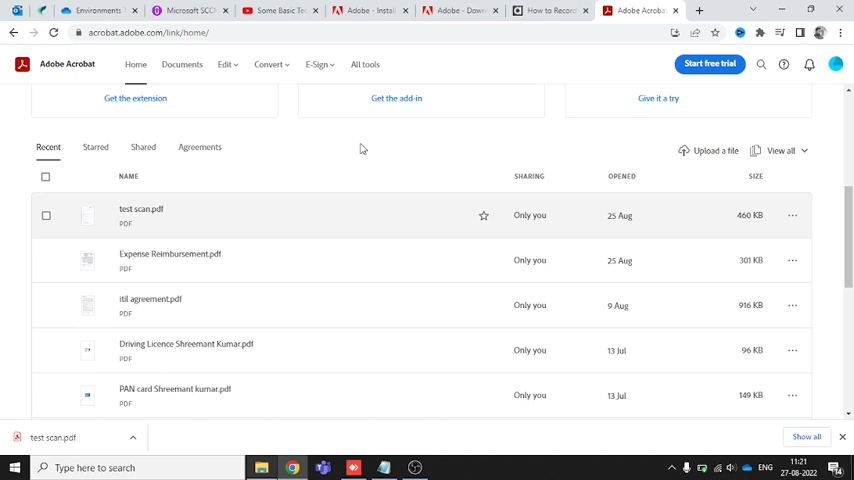 Environments T
Microsoft SCCM
Some Basic Te
Adobe - Install
Adobe - Down
How to Record
Adobe Acrobat
acrobat.adobe.com/link/home/
Adobe Acrobat
Home
Documents
Edit
Convert
E-Sign
All tools
Start free trial
Get the extension
Get the add-in
Give it a try
Recent
Starred
Shared
Agreements
Upload a file
View all
NAME
SHARING
OPENED
SIZE
test scan.pdf
PDF
Only you
25 Aug
460 KB
Expense Reimbursement.pdf
PDF
Only you
25 Aug
301 KB
itil agreement.pdf
PDF
Only you
9 Aug
916 KB
Driving Licence Shreemant Kumar.pdf
PDF
Only you
13 Jul
96 KB
PAN card Shreemant kumar.pdf
PDF
Only you
13 Jul
149 KB
test scan.pdf
Show all
Type here to search
ENG
11:21
27-08-2022